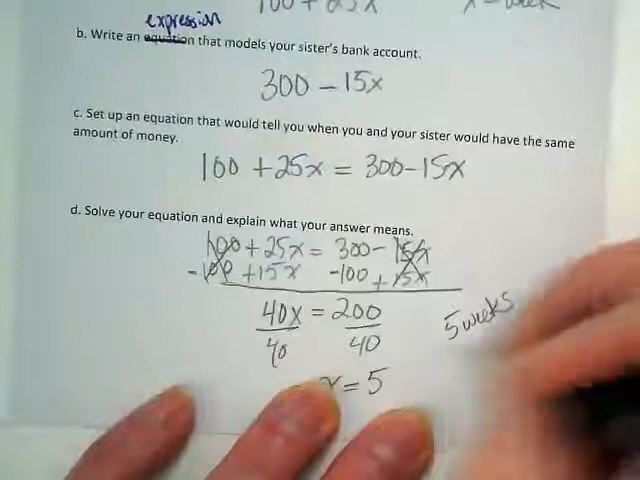 100 + 25x x = week
expression
b. Write an equation that models your sister's bank account.
300 - 15x
c. Set up an equation that would tell you when you and your sister would have the same
amount of money.
100 + 25x = 300 - 15x
d. Solve your equation and explain what your answer means.
100 + 25x = 300 - 15x
-100 + 15x -100 + 15x
40x = 200
40 40
5 weeks
x = 5